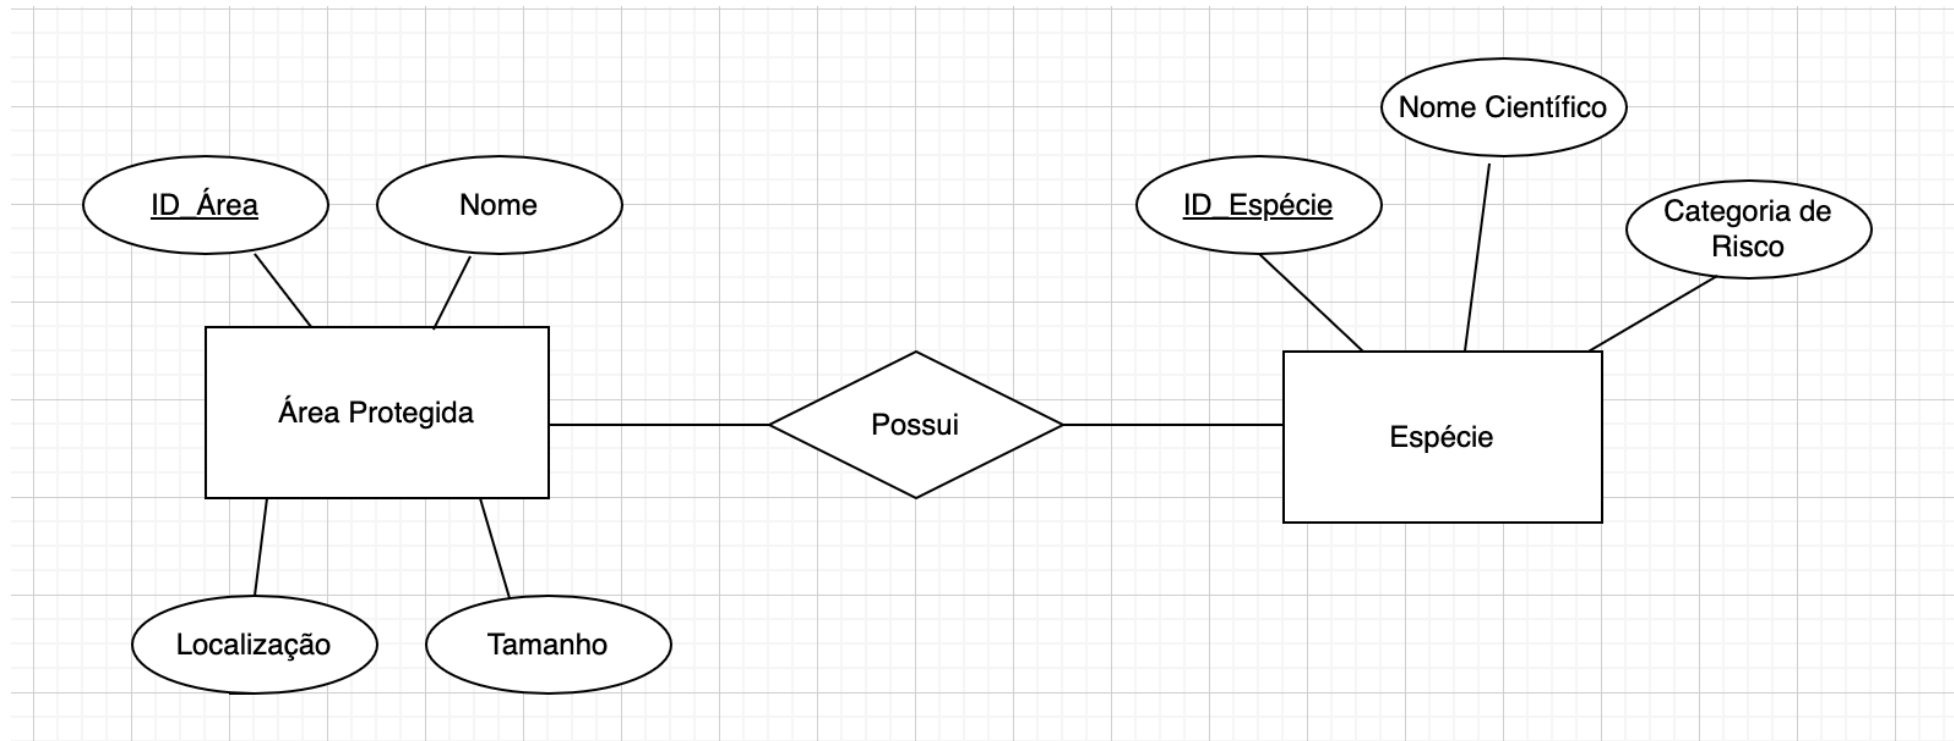 Nome Científico
ID_Área
Nome
ID_Espécie
Categoria de
Risco
Área Protegida
Possui
Espécie
Localização
Tamanho